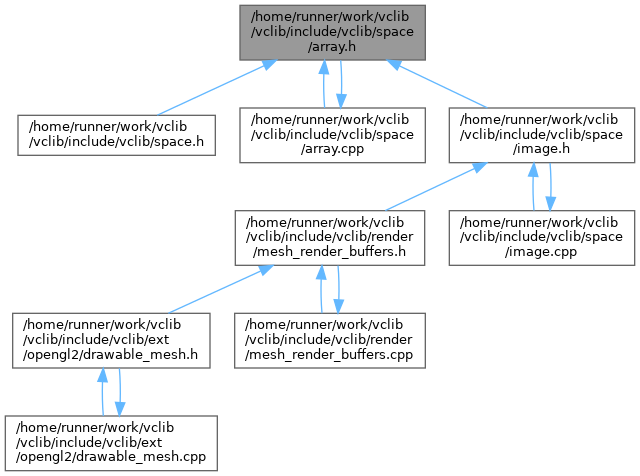 /home/runner/work/vclib
/vclib/include/vclib/space
/array.h
/home/runner/work/vclib
/vclib/include/vclib/space.h
/home/runner/work/vclib
/vclib/include/vclib/space
/array.cpp
/home/runner/work/vclib
/vclib/include/vclib/space
/image.h
/home/runner/work/vclib
/vclib/include/vclib/render
/mesh_render_buffers.h
/home/runner/work/vclib
/vclib/include/vclib/space
/image.cpp
/home/runner/work/vclib
/vclib/include/vclib/ext
/opengl2/drawable_mesh.h
/home/runner/work/vclib
/vclib/include/vclib/render
/mesh_render_buffers.cpp
/home/runner/work/vclib
/vclib/include/vclib/ext
/opengl2/drawable_mesh.cpp